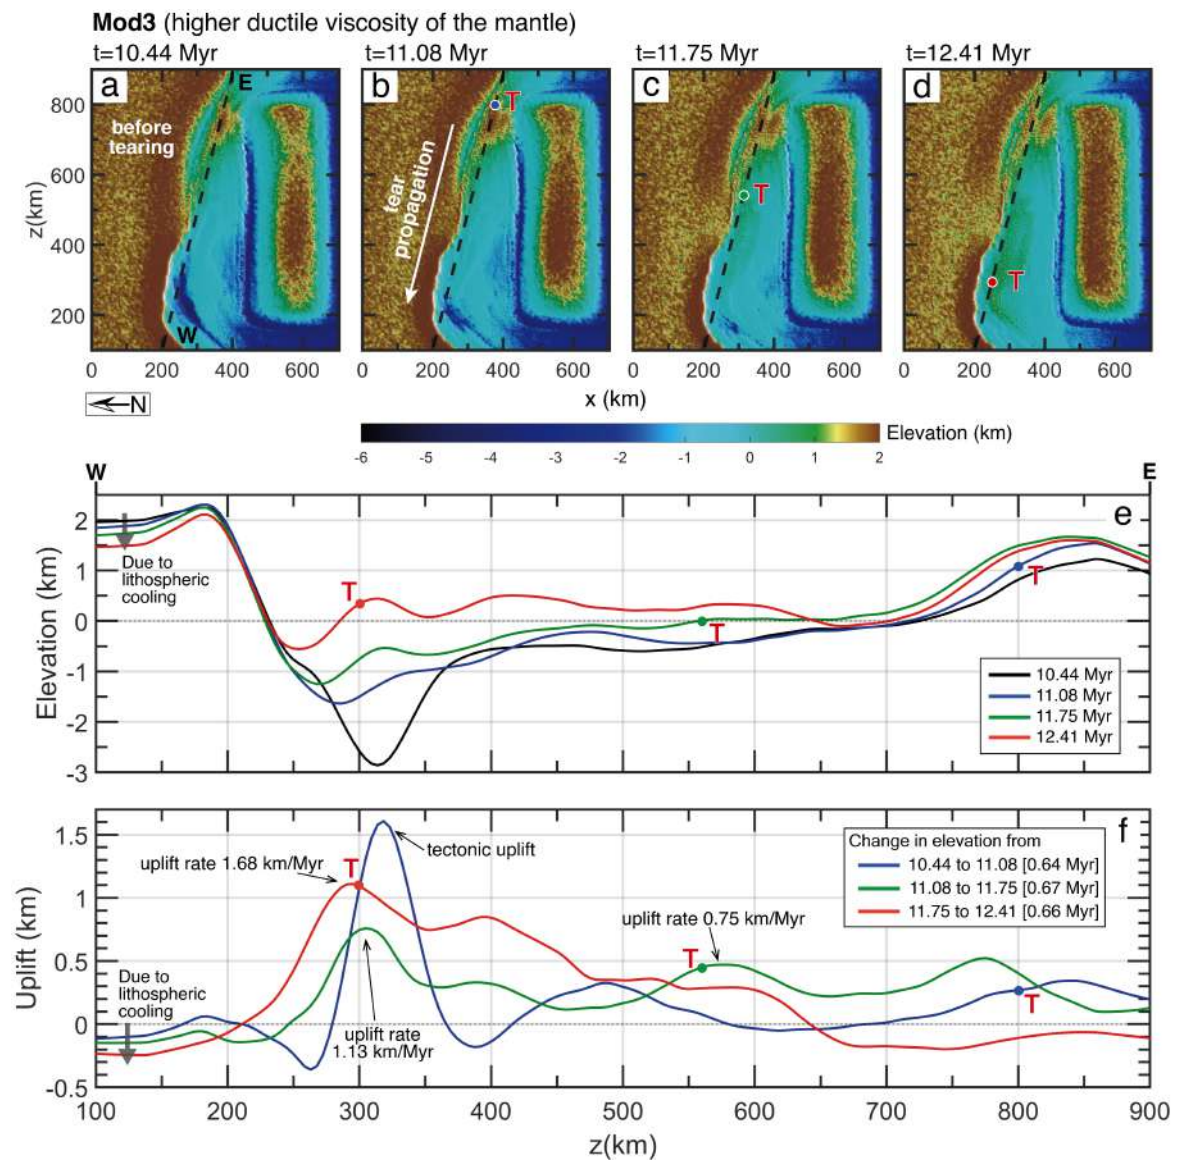 Mod3 (higher ductile viscosity of the mantle)
t=10.44 Myr
t=11.08 Myr
t=11.75 Myr
t=12.41 Myr
a
b
c
d
E
T
before
tearing
tear
propagation
T
T
W
z(km)
800
600
400
200
0
200
400
600
0
200
400
600
0
200
400
600
0
200
400
600
x (km)
N
Elevation (km)
-6
-5
-4
-3
-2
-1
0
1
2
W
E
e
Elevation (km)
2
1
0
-1
-2
-3
Due to
lithospheric
cooling
T
T
T
10.44 Myr
11.08 Myr
11.75 Myr
12.41 Myr
f
Uplift (km)
1.5
1
0.5
0
-0.5
uplift rate 1.68 km/Myr
T
tectonic uplift
uplift rate 0.75 km/Myr
T
T
Due to
lithospheric
cooling
uplift rate
1.13 km/Myr
Change in elevation from
10.44 to 11.08 [0.64 Myr]
11.08 to 11.75 [0.67 Myr]
11.75 to 12.41 [0.66 Myr]
100
200
300
400
500
600
700
800
900
z(km)